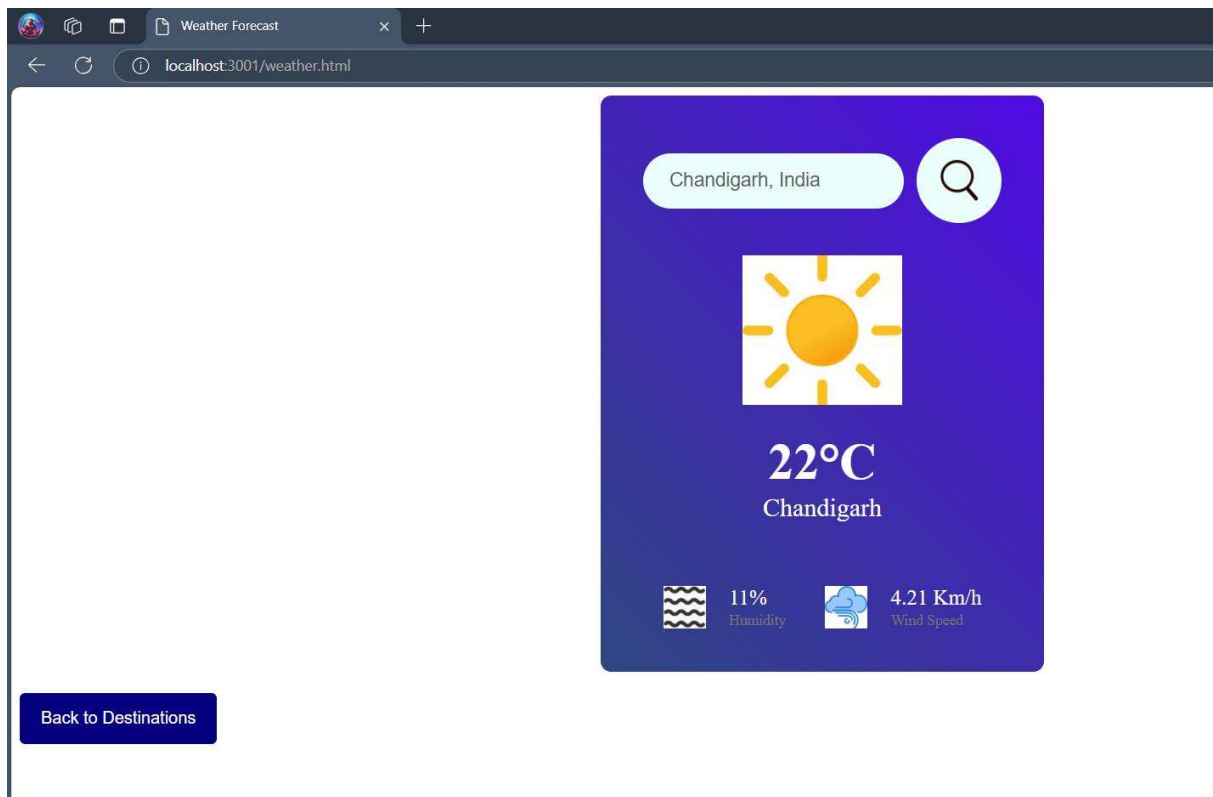 Weather Forecast
localhost:3001/weather.html
Chandigarh, India
22°C
Chandigarh
11%
Humidity
4.21 Km/h
Wind Speed
Back to Destinations